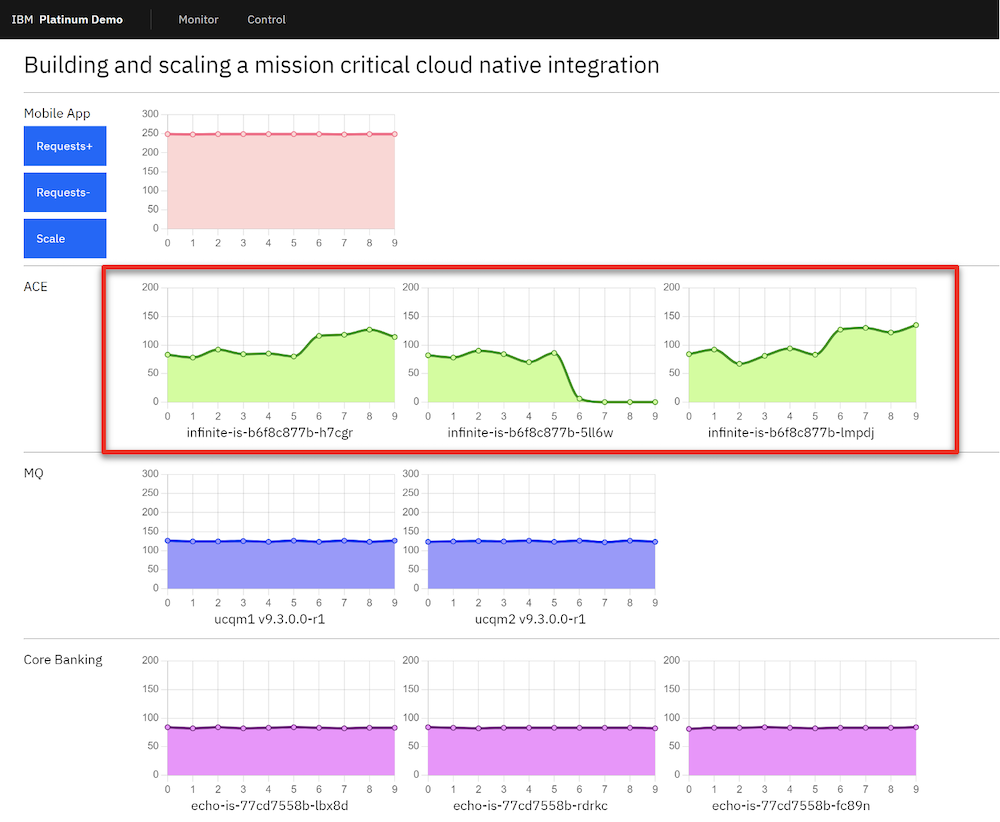 IBM Platinum Demo Monitor Control
Building and scaling a mission critical cloud native integration
Mobile App
Requests+
Requests-
Scale
300
250
200
150
100
50
0
0 1 2 3 4 5 6 7 8 9
ACE
200
150
100
50
0
0 1 2 3 4 5 6 7 8 9
infinite-is-b6f8c877b-h7cgr
200
150
100
50
0
0 1 2 3 4 5 6 7 8 9
infinite-is-b6f8c877b-5ll6w
200
150
100
50
0
0 1 2 3 4 5 6 7 8 9
infinite-is-b6f8c877b-lmpdj
MQ
300
250
200
150
100
50
0
0 1 2 3 4 5 6 7 8 9
ucqm1 v9.3.0.0-r1
300
250
200
150
100
50
0
0 1 2 3 4 5 6 7 8 9
ucqm2 v9.3.0.0-r1
Core Banking
200
150
100
50
0
0 1 2 3 4 5 6 7 8 9
echo-is-77cd7558b-lbx8d
200
150
100
50
0
0 1 2 3 4 5 6 7 8 9
echo-is-77cd7558b-rdrkc
200
150
100
50
0
0 1 2 3 4 5 6 7 8 9
echo-is-77cd7558b-fc89n